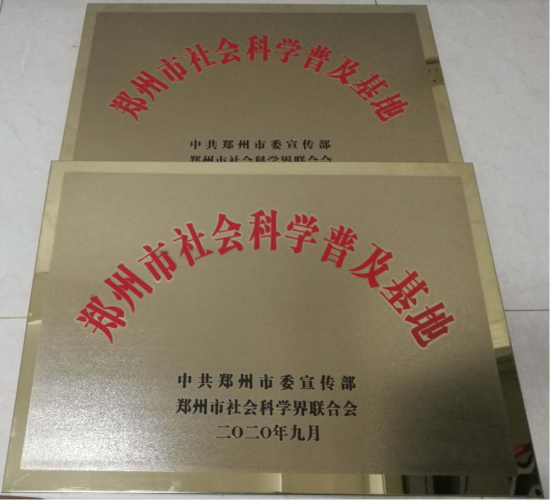 郑州市社会科学普及基地
中共郑州市委宣传部
郑州市社会科学界联合会
郑州市社会科学普及基地
中共郑州市委宣传部
郑州市社会科学界联合会
二〇二〇年九月